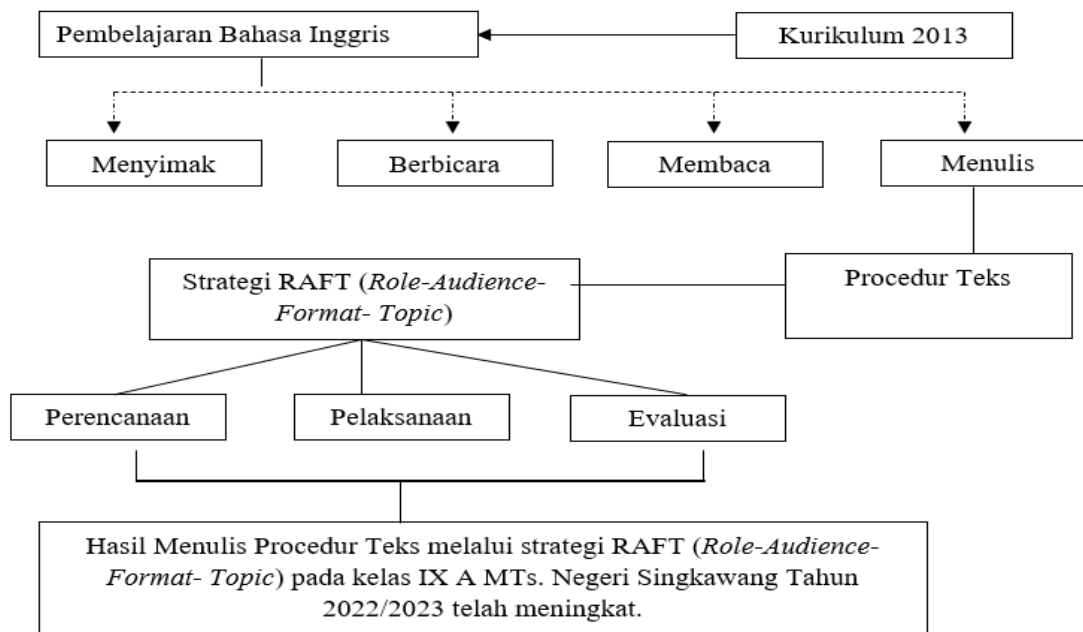 Pembelajaran Bahasa Inggris
Kurikulum 2013
Menyimak
Berbicara
Membaca
Menulis
Procedur Teks
Strategi RAFT (Role-Audience-
Format- Topic)
Perencanaan
Pelaksanaan
Evaluasi
Hasil Menulis Procedur Teks melalui strategi RAFT (Role-Audience-
Format- Topic) pada kelas IX A MTs. Negeri Singkawang Tahun
2022/2023 telah meningkat.